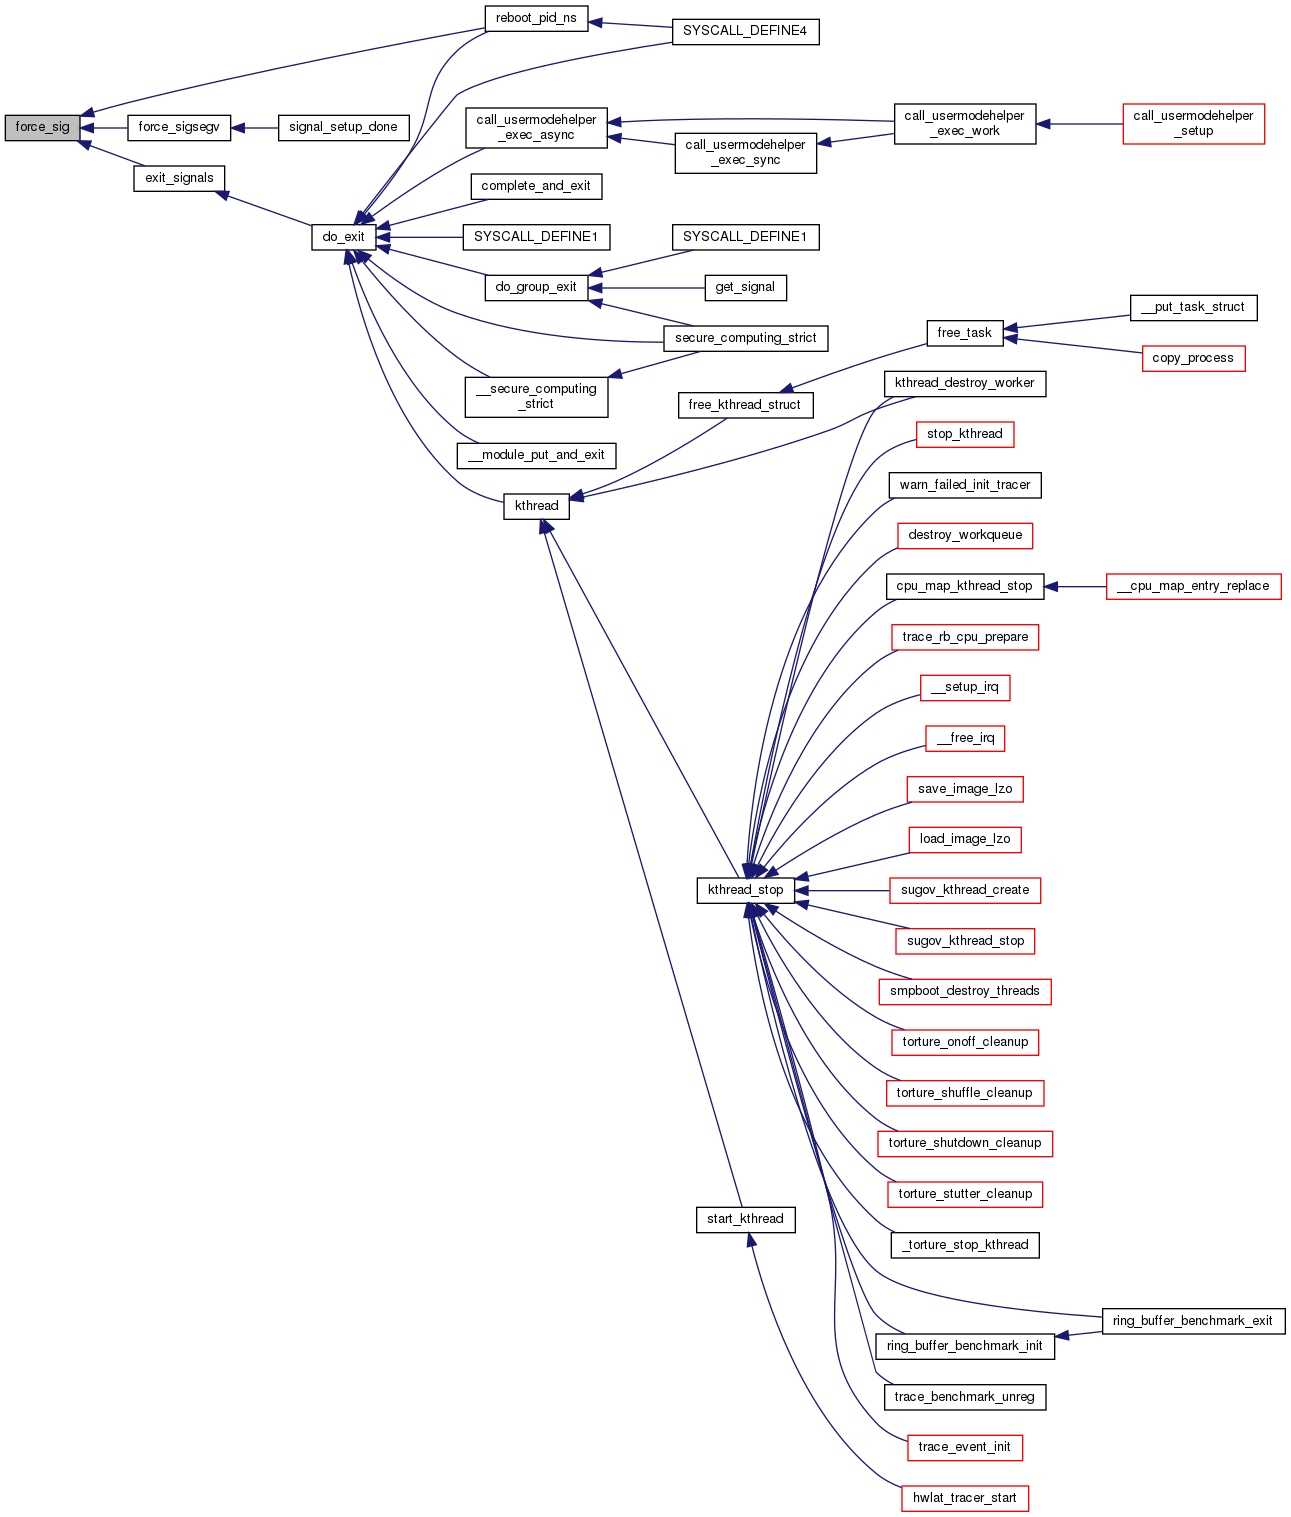 reboot_pid_ns
SYSCALL_DEFINE4
force_sig
force_sigsegv
signal_setup_done
exit_signals
call_usermodehelper
_exec_async
call_usermodehelper
_exec_sync
call_usermodehelper
_exec_work
call_usermodehelper
_setup
complete_and_exit
do_exit
SYSCALL_DEFINE1
SYSCALL_DEFINE1
do_group_exit
get_signal
secure_computing_strict
__secure_computing
_strict
__module_put_and_exit
kthread
free_kthread_struct
free_task
__put_task_struct
copy_process
kthread_destroy_worker
stop_kthread
warn_failed_init_tracer
destroy_workqueue
cpu_map_kthread_stop
__cpu_map_entry_replace
trace_rb_cpu_prepare
__setup_irq
__free_irq
save_image_lzo
load_image_lzo
kthread_stop
sugov_kthread_create
sugov_kthread_stop
smpboot_destroy_threads
torture_onoff_cleanup
torture_shuffle_cleanup
torture_shutdown_cleanup
torture_stutter_cleanup
start_kthread
_torture_stop_kthread
ring_buffer_benchmark_exit
ring_buffer_benchmark_init
trace_benchmark_unreg
trace_event_init
hwlat_tracer_start